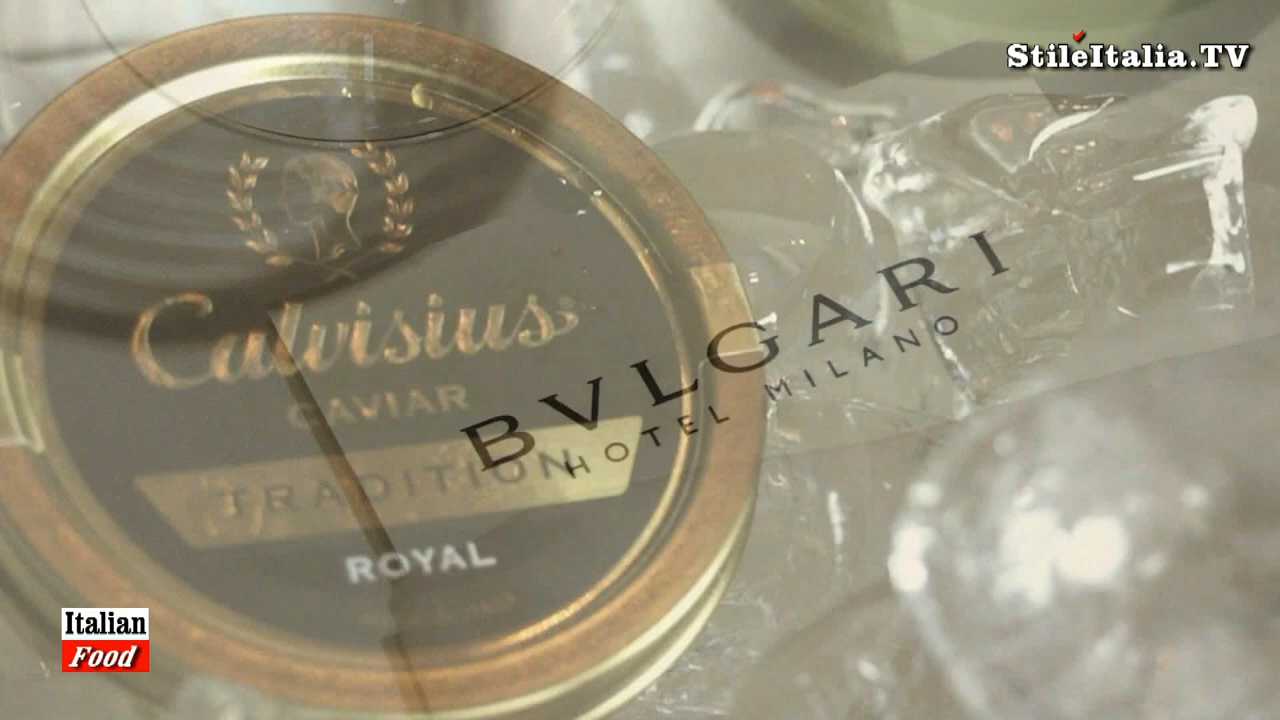 StileItalia.TV
Calvisius
CAVIAR
TRADITION
ROYAL
BVLGARI
HOTEL MILANO
Italian
Food